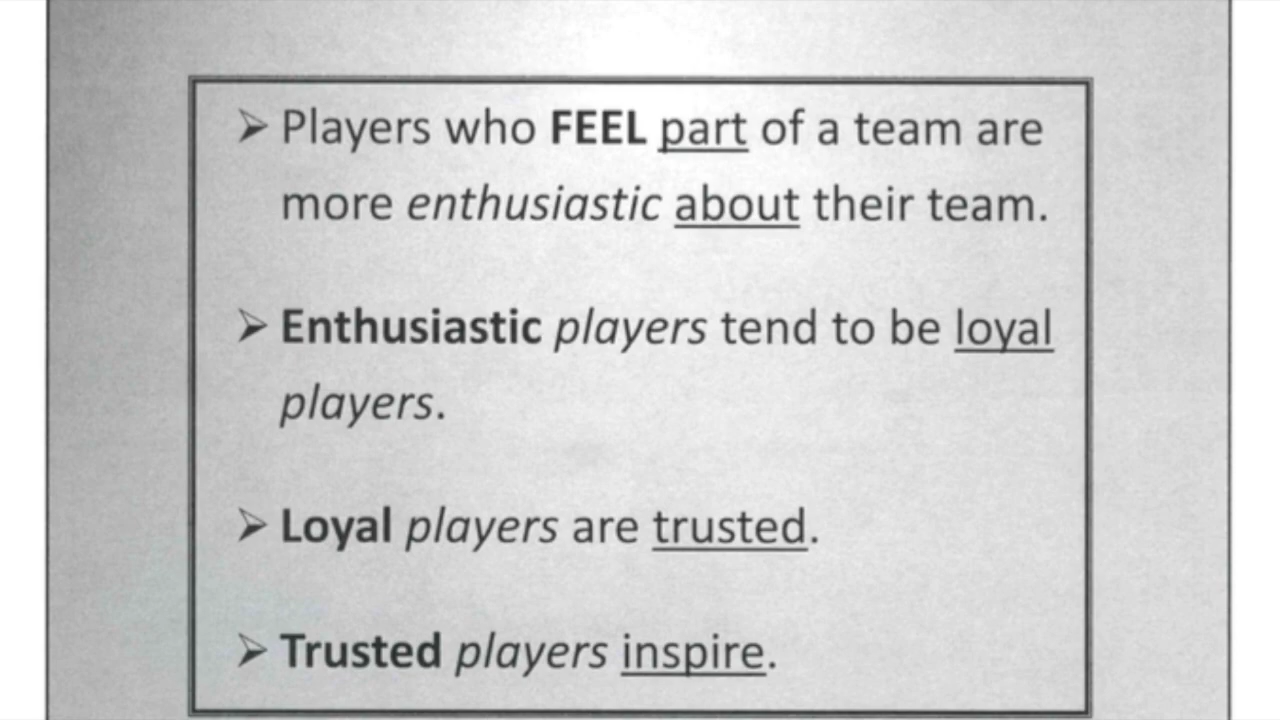 ➢ Players who FEEL part of a team are
more enthusiastic about their team.
➢ Enthusiastic players tend to be loyal
players.
➢ Loyal players are trusted.
➢ Trusted players inspire.